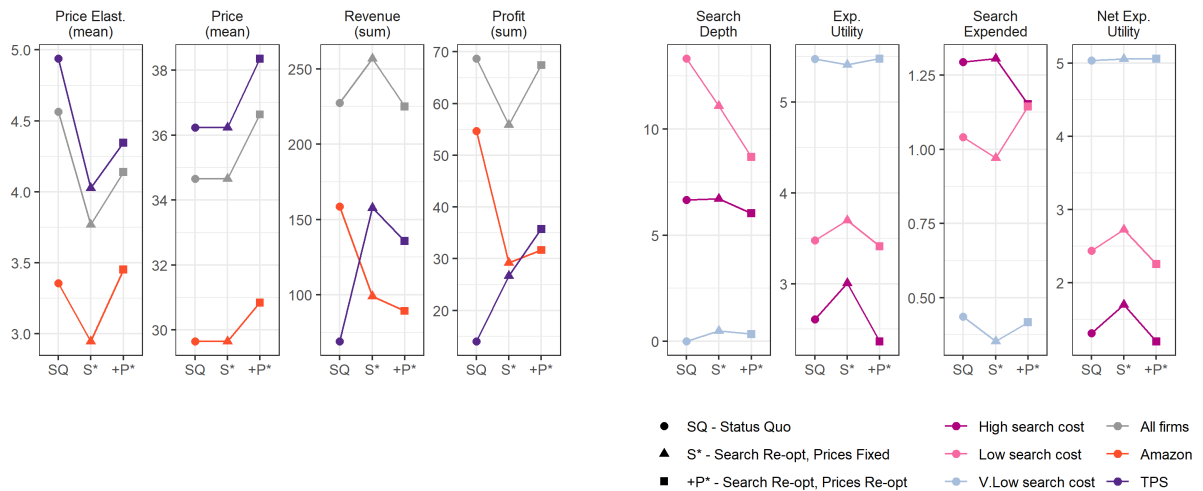 Price Elast.
(mean)
Price
(mean)
Revenue
(sum)
Profit
(sum)
Search
Depth
Exp.
Utility
Search
Expended
Net Exp.
Utility
5.0
4.5
4.0
3.5
3.0
38
36
34
32
30
250
200
150
100
70
60
50
40
30
20
10
5
0
5
4
3
1.25
1.00
0.75
0.50
5
4
3
2
SQ S* +P*
SQ S* +P*
SQ S* +P*
SQ S* +P*
SQ S* +P*
SQ S* +P*
SQ S* +P*
SQ S* +P*
SQ - Status Quo
S* - Search Re-opt, Prices Fixed
+P* - Search Re-opt, Prices Re-opt
High search cost
Low search cost
V.Low search cost
All firms
Amazon
TPS